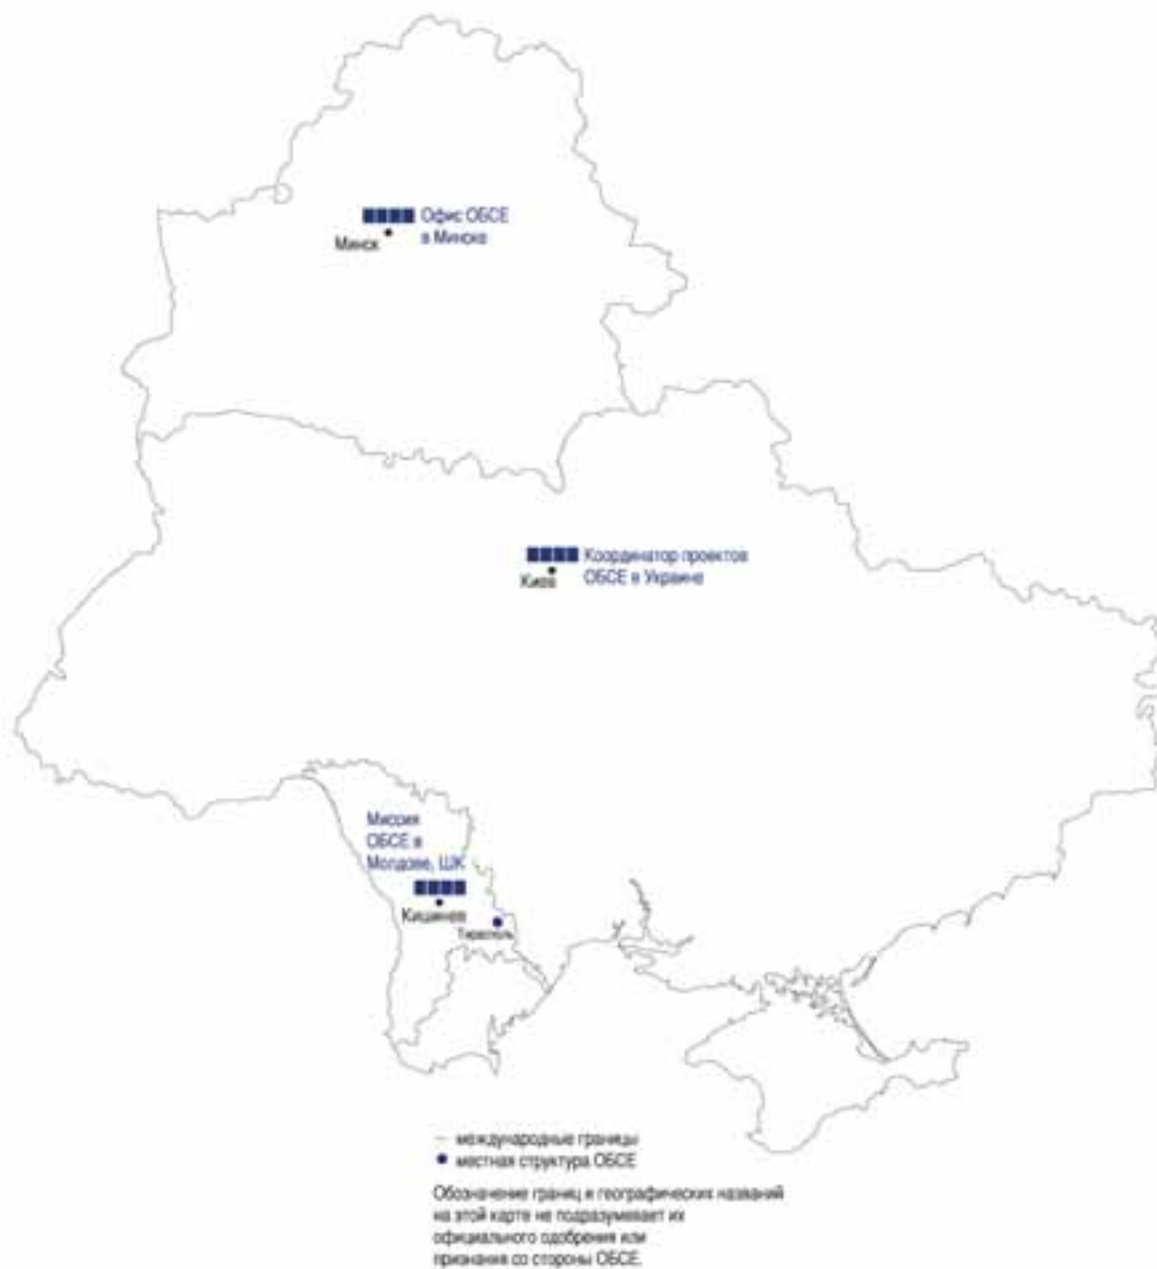 Офис ОБСЕ
в Минске
Минск
Координатор проектов
ОБСЕ в Украине
Киев
Миссия
ОБСЕ в
Молдове, ШК
Кишинев
Тирасполь
международные границы
местная структура ОБСЕ
Обозначение границ и географических названий
на этой карте не подразумевает их
официального одобрения или
признания со стороны ОБСЕ.